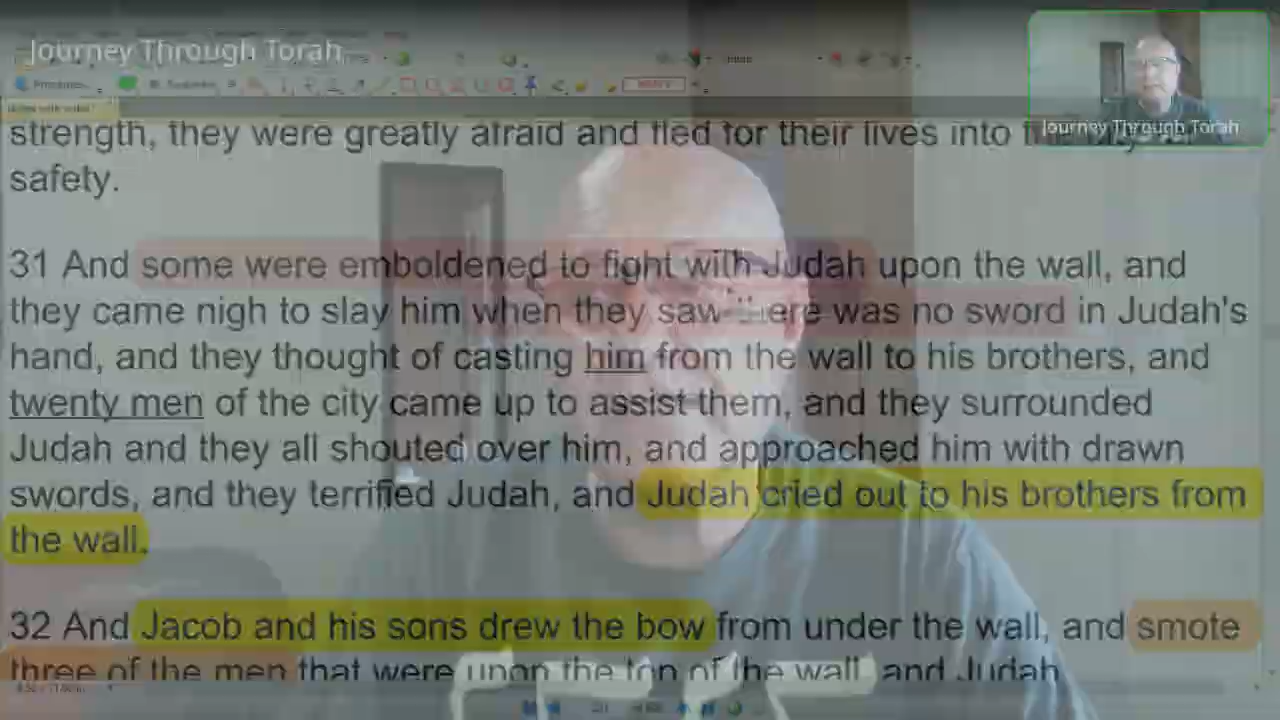 Journey Through Torah
Journey Through Torah
strength, they were greatly afraid and fled for their lives into
safety.
31 And some were emboldened to fight with Judah upon the wall, and
they came nigh to slay him when they saw there was no sword in Judah's
hand, and they thought of casting him from the wall to his brothers, and
twenty men of the city came up to assist them, and they surrounded
Judah and they all shouted over him, and approached him with drawn
swords, and they terrified Judah, and Judah cried out to his brothers from
the wall.
32 And Jacob and his sons drew the bow from under the wall, and smote
three of the men that were upon the top of the wall, and Judah